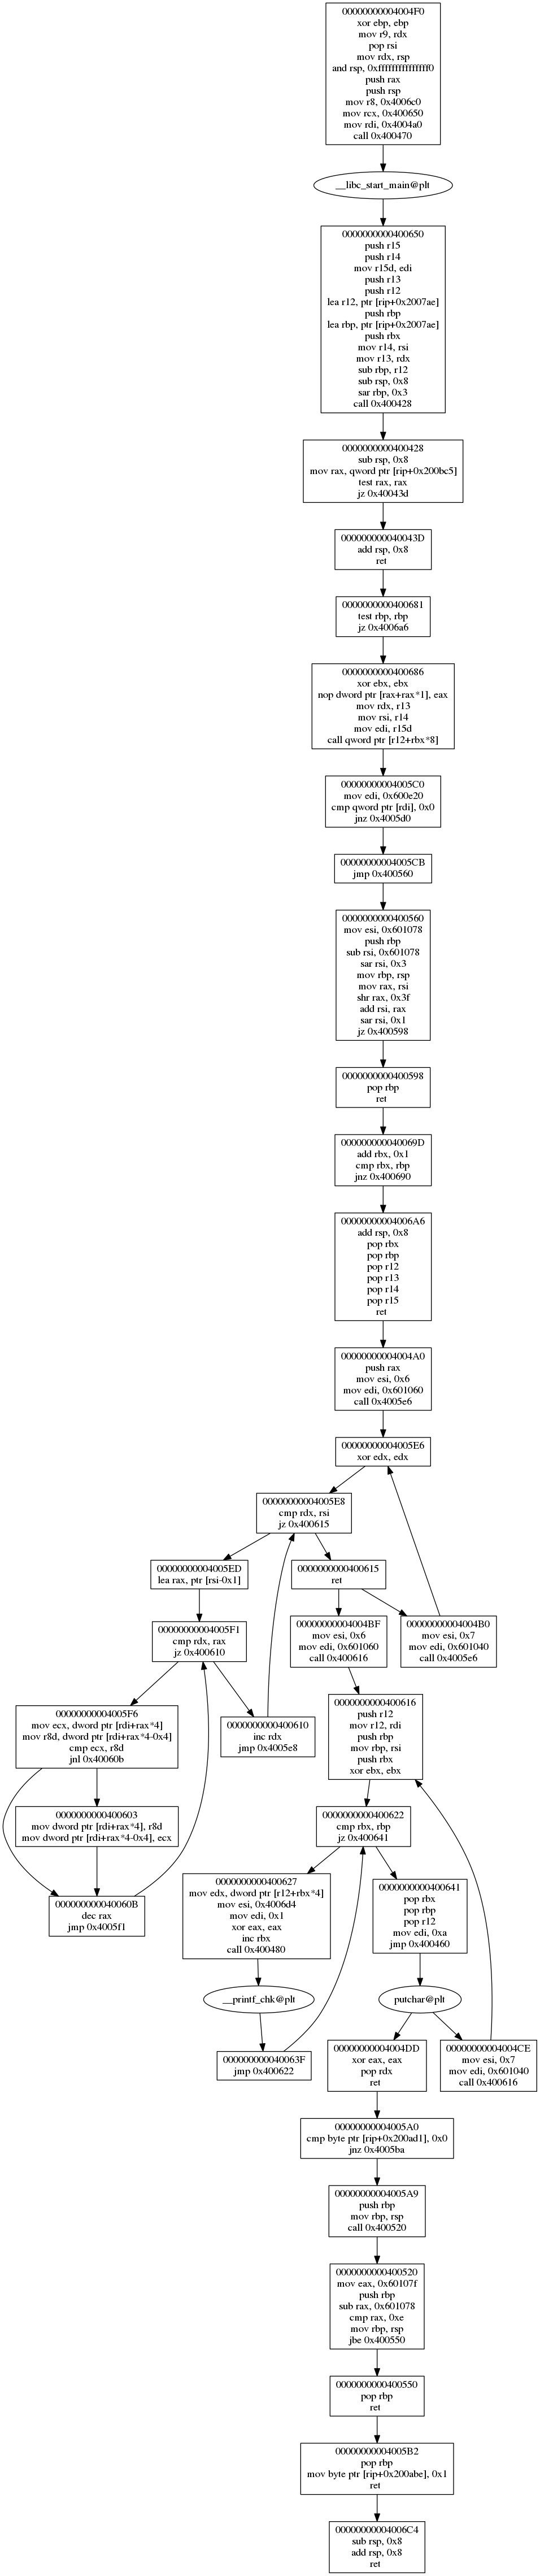 00000000004004F0
xor ebp, ebp
mov r9, rdx
pop rsi
mov rdx, rsp
and rsp, 0xfffffffffffffff0
push rax
push rsp
mov r8, 0x4006c0
mov rcx, 0x400650
mov rdi, 0x4004a0
call 0x400470
__libc_start_main@plt
0000000000400650
push r15
push r14
mov r15d, edi
push r13
push r12
lea r12, ptr [rip+0x2007ae]
push rbp
lea rbp, ptr [rip+0x2007ae]
push rbx
mov r14, rsi
mov r13, rdx
sub rbp, r12
sub rsp, 0x8
sar rbp, 0x3
call 0x400428
0000000000400428
sub rsp, 0x8
mov rax, qword ptr [rip+0x200bc5]
test rax, rax
jz 0x40043d
000000000040043D
add rsp, 0x8
ret
0000000000400681
test rbp, rbp
jz 0x4006a6
0000000000400686
xor ebx, ebx
nop dword ptr [rax+rax*1], eax
mov rdx, r13
mov rsi, r14
mov edi, r15d
call qword ptr [r12+rbx*8]
00000000004005C0
mov edi, 0x600e20
cmp qword ptr [rdi], 0x0
jnz 0x4005d0
00000000004005CB
jmp 0x400560
0000000000400560
mov esi, 0x601078
push rbp
sub rsi, 0x601078
sar rsi, 0x3
mov rbp, rsp
mov rax, rsi
shr rax, 0x3f
add rsi, rax
sar rsi, 0x1
jz 0x400598
0000000000400598
pop rbp
ret
000000000040069D
add rbx, 0x1
cmp rbx, rbp
jnz 0x400690
00000000004006A6
add rsp, 0x8
pop rbx
pop rbp
pop r12
pop r13
pop r14
pop r15
ret
00000000004004A0
push rax
mov esi, 0x6
mov edi, 0x601060
call 0x4005e6
00000000004005E6
xor edx, edx
00000000004005E8
cmp rdx, rsi
jz 0x400615
00000000004005ED
lea rax, ptr [rsi-0x1]
0000000000400615
ret
00000000004005F1
cmp rdx, rax
jz 0x400610
00000000004004BF
mov esi, 0x6
mov edi, 0x601060
call 0x400616
00000000004004B0
mov esi, 0x7
mov edi, 0x601040
call 0x4005e6
00000000004005F6
mov ecx, dword ptr [rdi+rax*4]
mov r8d, dword ptr [rdi+rax*4-0x4]
cmp ecx, r8d
jnl 0x40060b
0000000000400610
inc rdx
jmp 0x4005e8
0000000000400616
push r12
mov r12, rdi
push rbp
mov rbp, rsi
push rbx
xor ebx, ebx
0000000000400603
mov dword ptr [rdi+rax*4], r8d
mov dword ptr [rdi+rax*4-0x4], ecx
0000000000400622
cmp rbx, rbp
jz 0x400641
000000000040060B
dec rax
jmp 0x4005f1
0000000000400627
mov edx, dword ptr [r12+rbx*4]
mov esi, 0x4006d4
mov edi, 0x1
xor eax, eax
inc rbx
call 0x400480
0000000000400641
pop rbx
pop rbp
pop r12
mov edi, 0xa
jmp 0x400460
__printf_chk@plt
putchar@plt
000000000040063F
jmp 0x400622
00000000004004DD
xor eax, eax
pop rdx
ret
00000000004004CE
mov esi, 0x7
mov edi, 0x601040
call 0x400616
00000000004005A0
cmp byte ptr [rip+0x200ad1], 0x0
jnz 0x4005ba
00000000004005A9
push rbp
mov rbp, rsp
call 0x400520
0000000000400520
mov eax, 0x60107f
push rbp
sub rax, 0x601078
cmp rax, 0xe
mov rbp, rsp
jbe 0x400550
0000000000400550
pop rbp
ret
00000000004005B2
pop rbp
mov byte ptr [rip+0x200abe], 0x1
ret
00000000004006C4
sub rsp, 0x8
add rsp, 0x8
ret